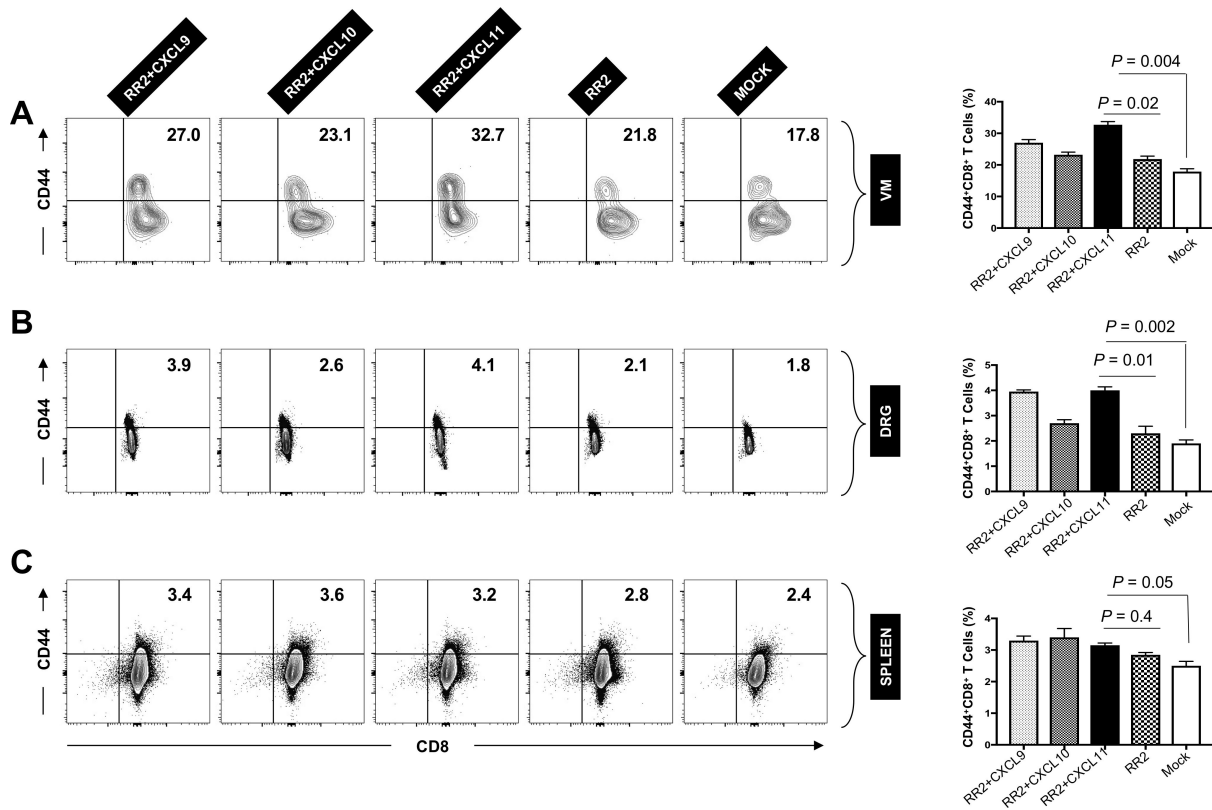 RR2+CXCL9
RR2+CXCL10
RR2+CXCL11
RR2
MOCK
A
CD44
27.0
23.1
32.7
21.8
17.8
VM
CD44⁺CD8⁺ T Cells (%)
40
30
20
10
0
P = 0.004
P = 0.02
RR2+CXCL9
RR2+CXCL10
RR2+CXCL11
RR2
Mock
B
CD44
3.9
2.6
4.1
2.1
1.8
DRG
CD44⁺CD8⁺ T Cells (%)
5
4
3
2
1
0
P = 0.002
P = 0.01
RR2+CXCL9
RR2+CXCL10
RR2+CXCL11
RR2
Mock
C
CD44
3.4
3.6
3.2
2.8
2.4
SPLEEN
CD8
CD44⁺CD8⁺ T Cells (%)
4
3
2
1
0
P = 0.05
P = 0.4
RR2+CXCL9
RR2+CXCL10
RR2+CXCL11
RR2
Mock